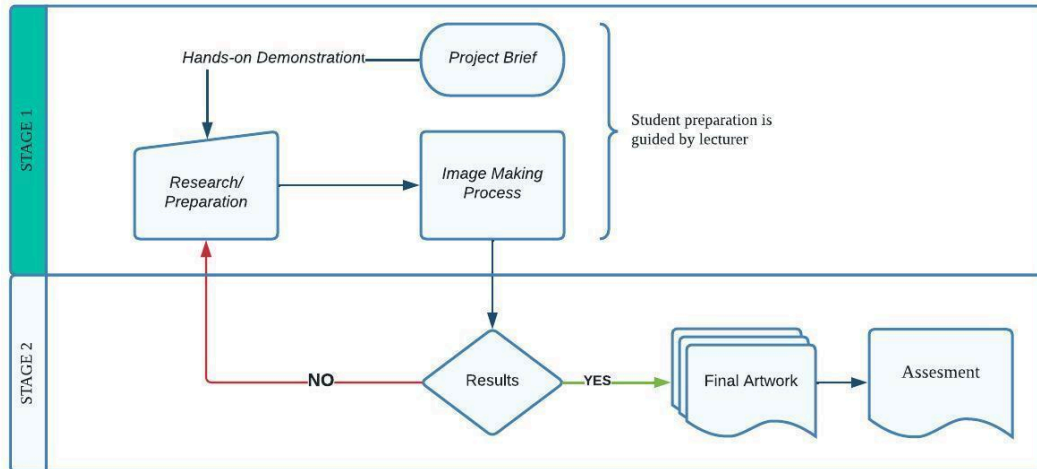 STAGE 1
Hands-on Demonstration
Project Brief
Student preparation is
guided by lecturer
Research/
Preparation
Image Making
Process
STAGE 2
NO
Results
YES
Final Artwork
Assesment